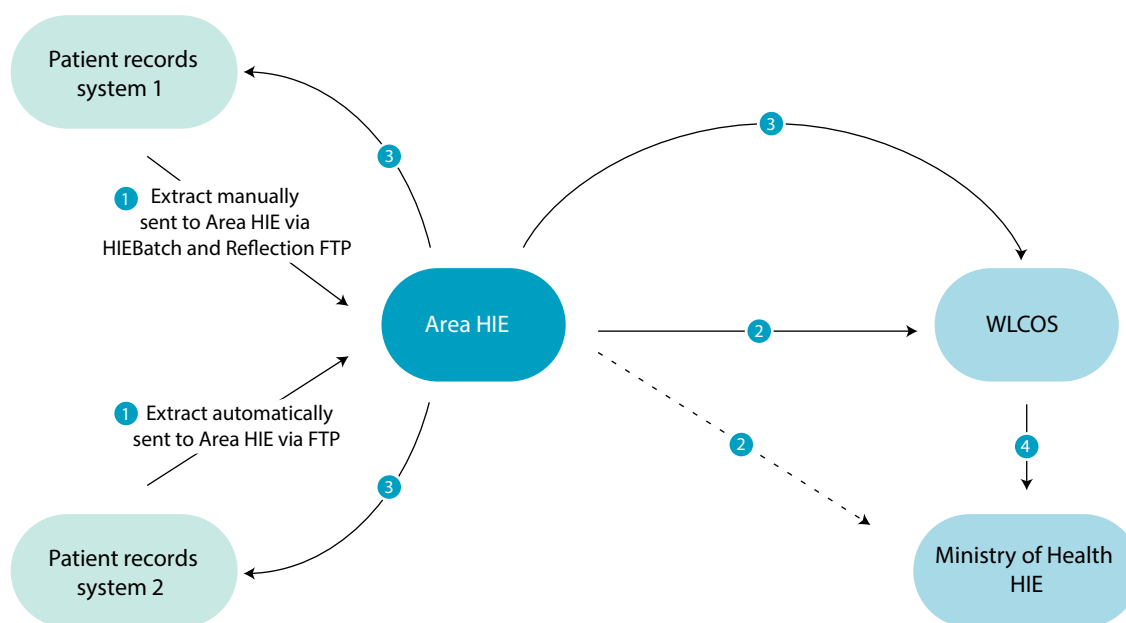 Patient records
system 1
3
3
1 Extract manually
sent to Area HIE via
HIEBatch and Reflection FTP
Area HIE
2
WLCOS
1 Extract automatically
sent to Area HIE via FTP
2
4
3
Patient records
system 2
Ministry of Health
HIE